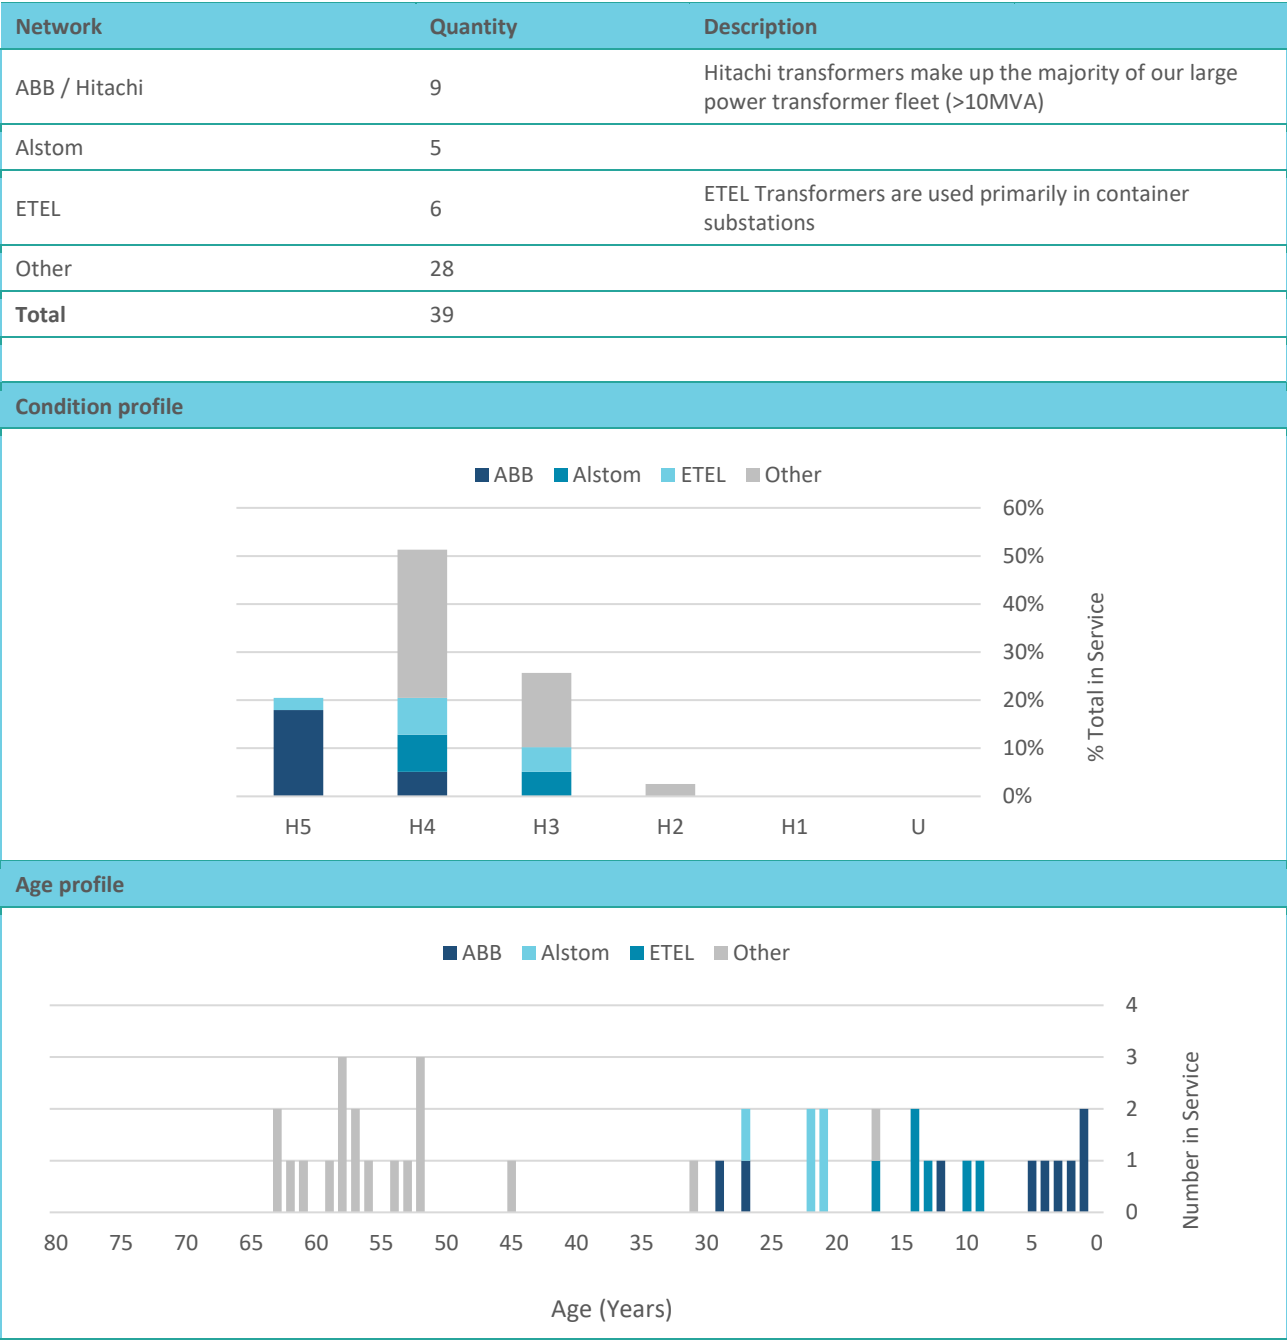 Network Quantity Description
ABB / Hitachi 9 Hitachi transformers make up the majority of our large
power transformer fleet (>10MVA)
Alstom 5
ETEL 6 ETEL Transformers are used primarily in container
substations
Other 28
Total 39
Condition profile
ABB Alstom ETEL Other
60%
50%
40%
30%
20%
10%
0%
% Total in Service
H5 H4 H3 H2 H1 U
Age profile
ABB Alstom ETEL Other
4
3
2
1
0
Number in Service
80 75 70 65 60 55 50 45 40 35 30 25 20 15 10 5 0
Age (Years)